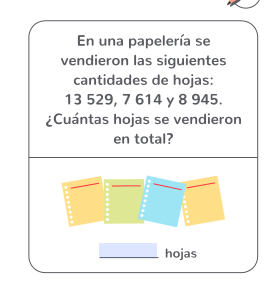 En una papelería se
vendieron las siguientes
cantidades de hojas:
13 529, 7 614 y 8 945.
¿Cuántas hojas se vendieron
en total?
hojas